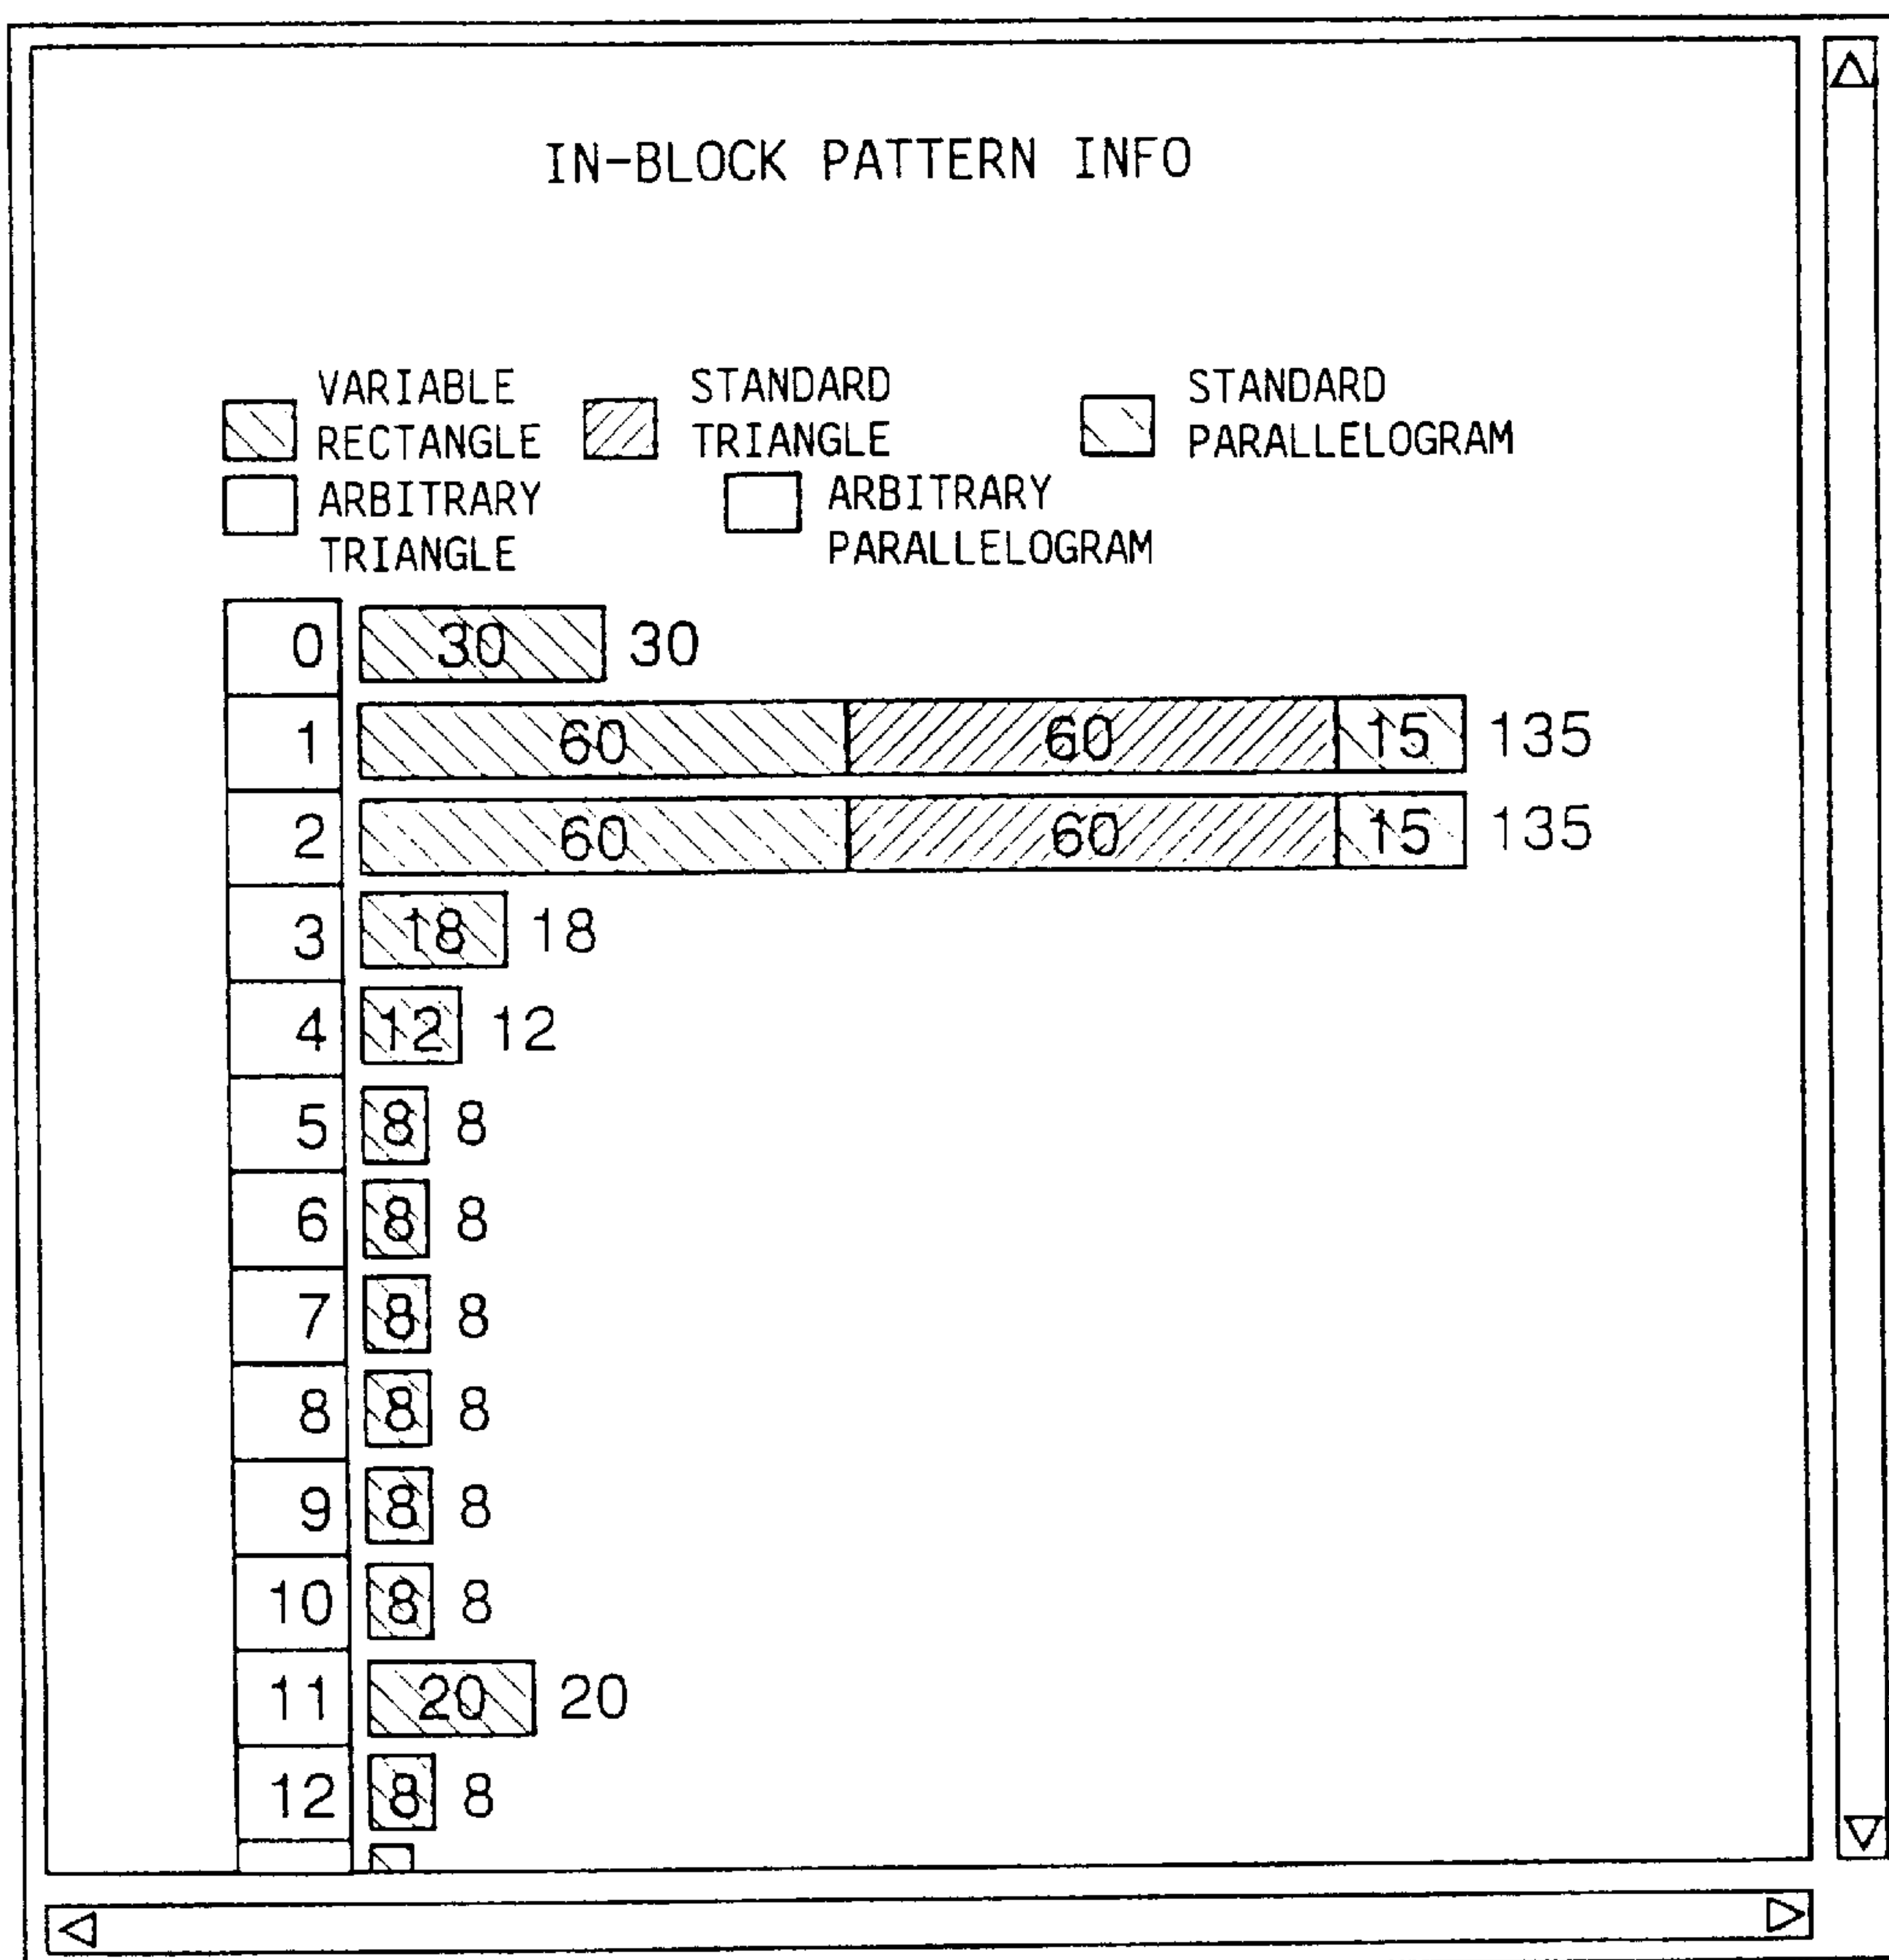 IN-BLOCK PATTERN INFO
VARIABLE RECTANGLE
STANDARD TRIANGLE
STANDARD PARALLELOGRAM
ARBITRARY TRIANGLE
ARBITRARY PARALLELOGRAM
0 30 30
1 60 60 15 135
2 60 60 15 135
3 18 18
4 12 12
5 8 8
6 8 8
7 8 8
8 8 8
9 8 8
10 8 8
11 20 20
12 8 8